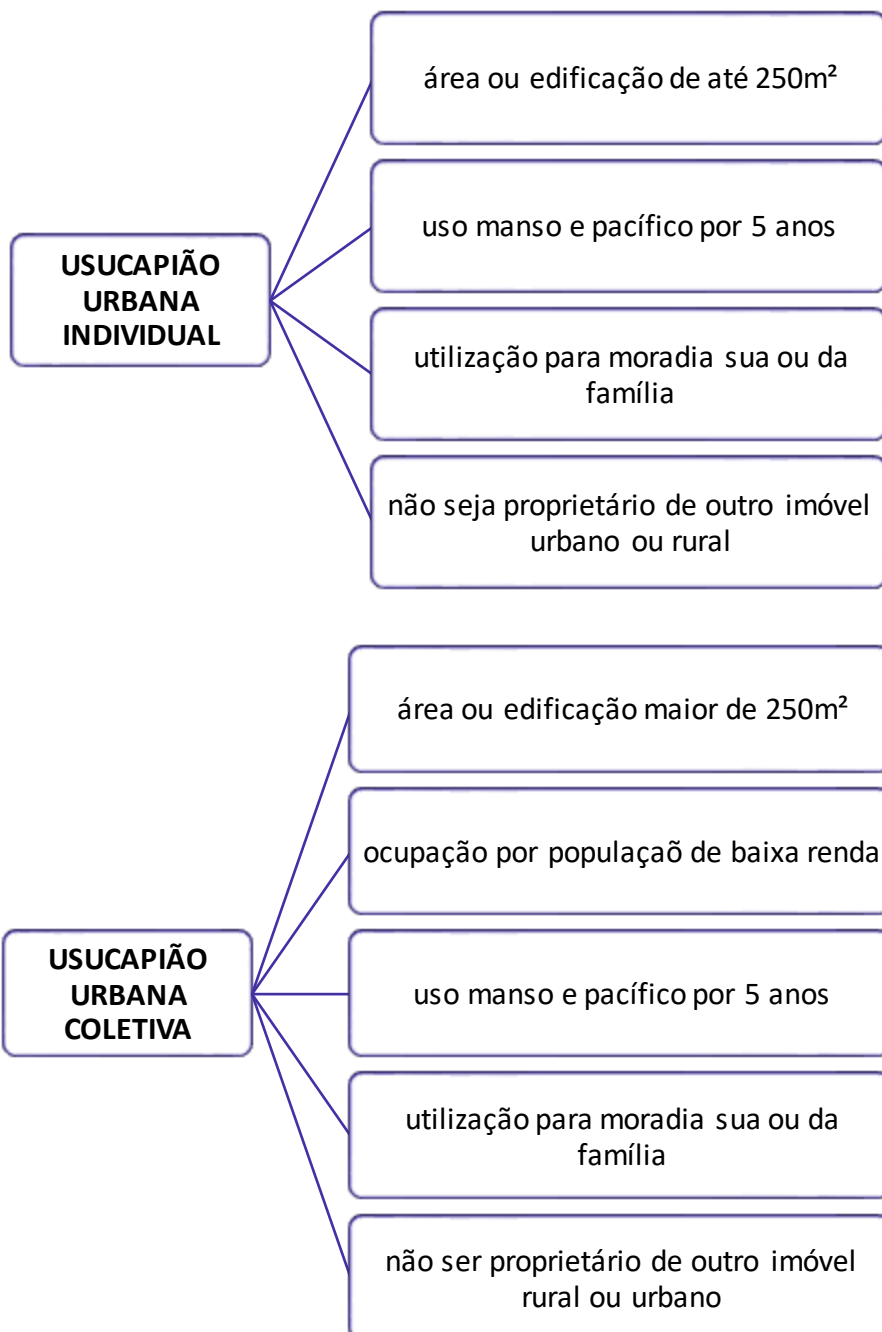 USUCAPIÃO
URBANA
INDIVIDUAL
área ou edificação de até 250m²
uso manso e pacífico por 5 anos
utilização para moradia sua ou da
família
não seja proprietário de outro imóvel
urbano ou rural
USUCAPIÃO
URBANA
COLETIVA
área ou edificação maior de 250m²
ocupação por populaçaõ de baixa renda
uso manso e pacífico por 5 anos
utilização para moradia sua ou da
família
não ser proprietário de outro imóvel
rural ou urbano